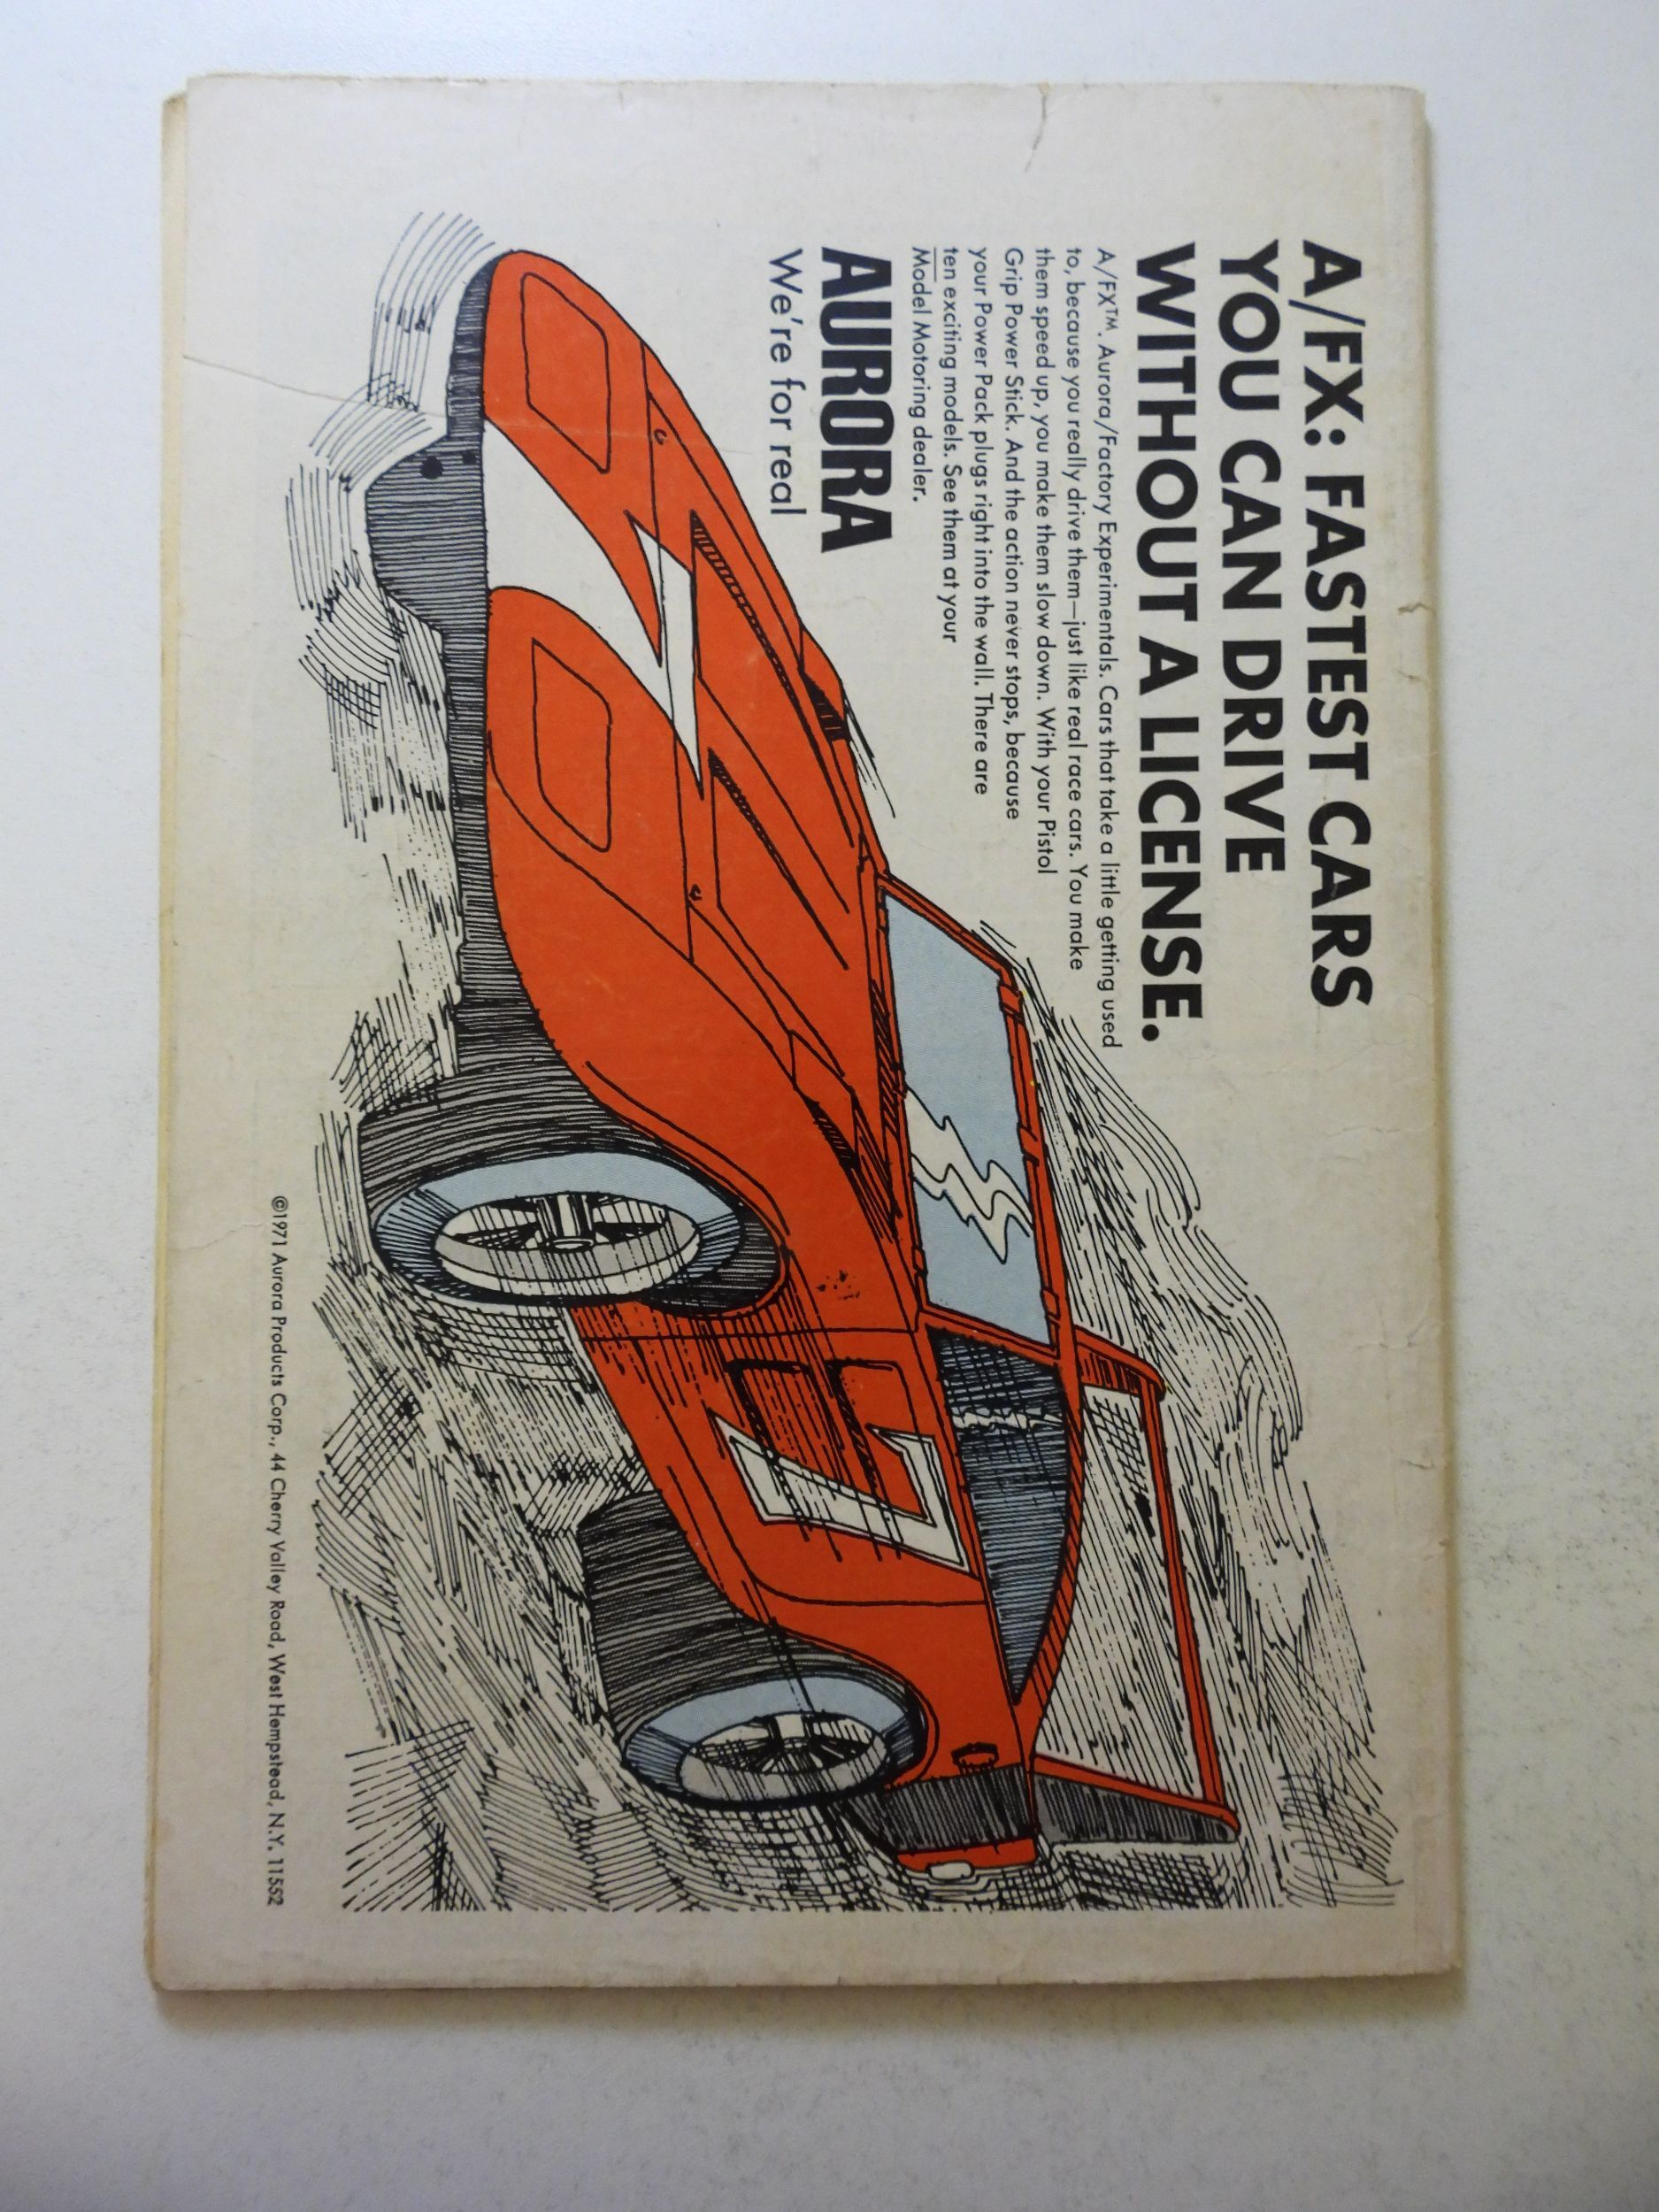 A/FX: FASTEST CARS
YOU CAN DRIVE
WITHOUT A LICENSE.
A/FX™. Aurora/Factory Experimentals. Cars that take a little getting used
to, because you really drive them—just like real race cars. You make
them speed up, you make them slow down. With your Pistol
Grip Power Stick. And the action never stops, because
your Power Pack plugs right into the wall. There are
ten exciting models. See them at your
Model Motoring dealer.
AURORA
We're for real
7
7
©1971 Aurora Products Corp., 44 Cherry Valley Road, West Hempstead, N.Y. 11552